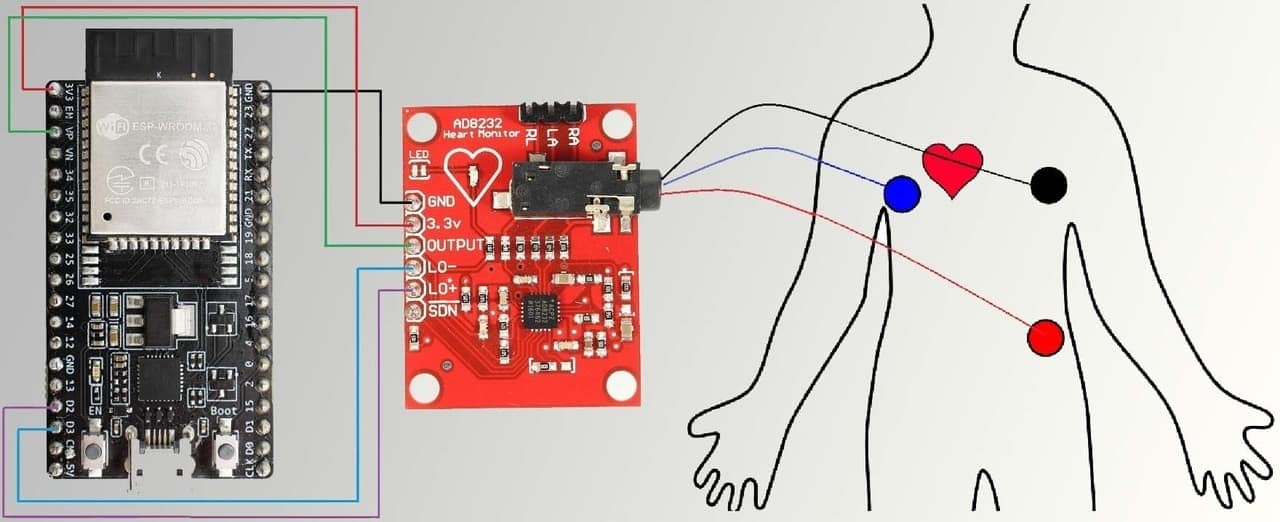 K
WiFi ESP-WROOM-32
CE
3V3
EN
VP
VN
34
35
32
33
25
26
27
14
12
GND
13
D2
D3
CMD
5V
GND
23
22
TX
RX
21
GND
19
18
5
17
16
4
0
2
15
D1
D0
CLK
EN
Boot
AD8232
Heart Monitor
RL
LA
RA
LED
GND
3.3v
OUTPUT
LO-
LO+
SDN